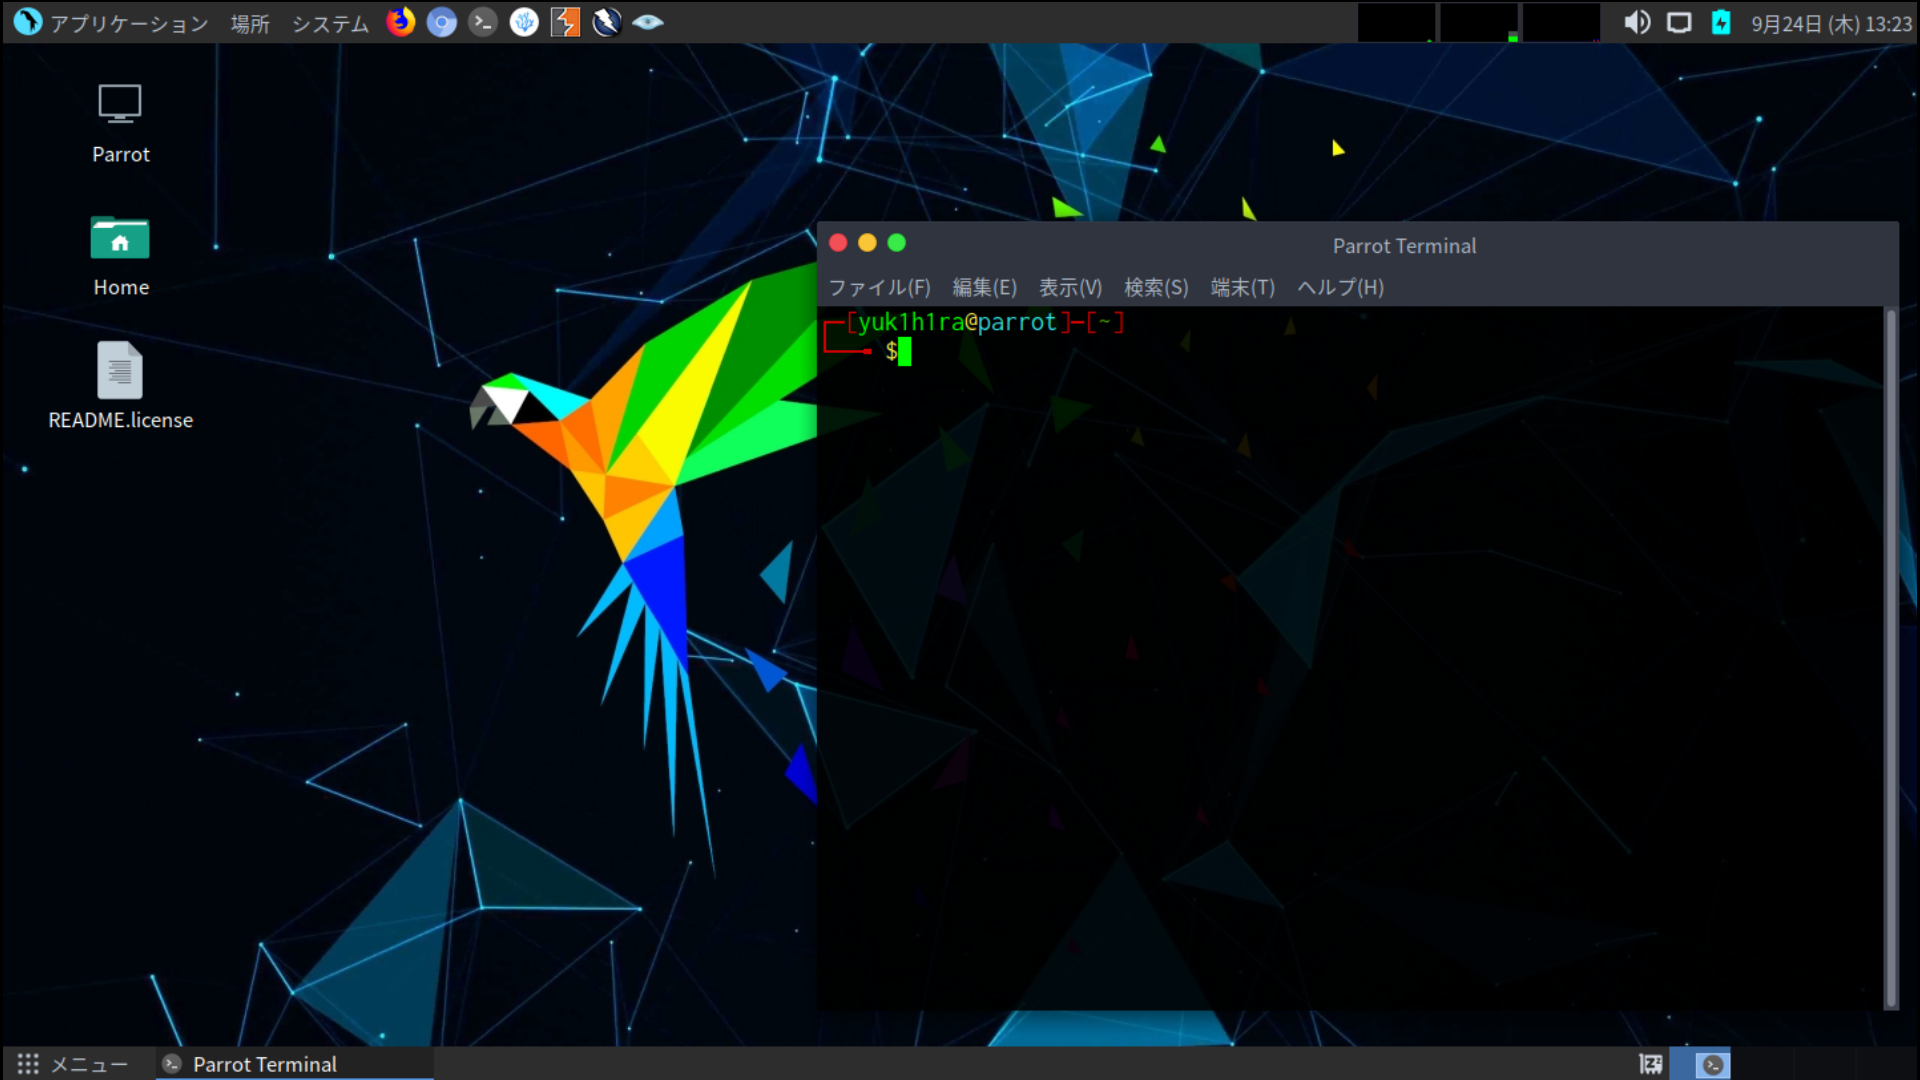 アプリケーション 場所 システム 9月24日 (木) 13:23
Parrot
Home
README.license
Parrot Terminal
ファイル(F) 編集(E) 表示(V) 検索(S) 端末(T) ヘルプ(H)
┌─[yuk1h1ra@parrot]─[~]
└──╼ $
メニュー Parrot Terminal